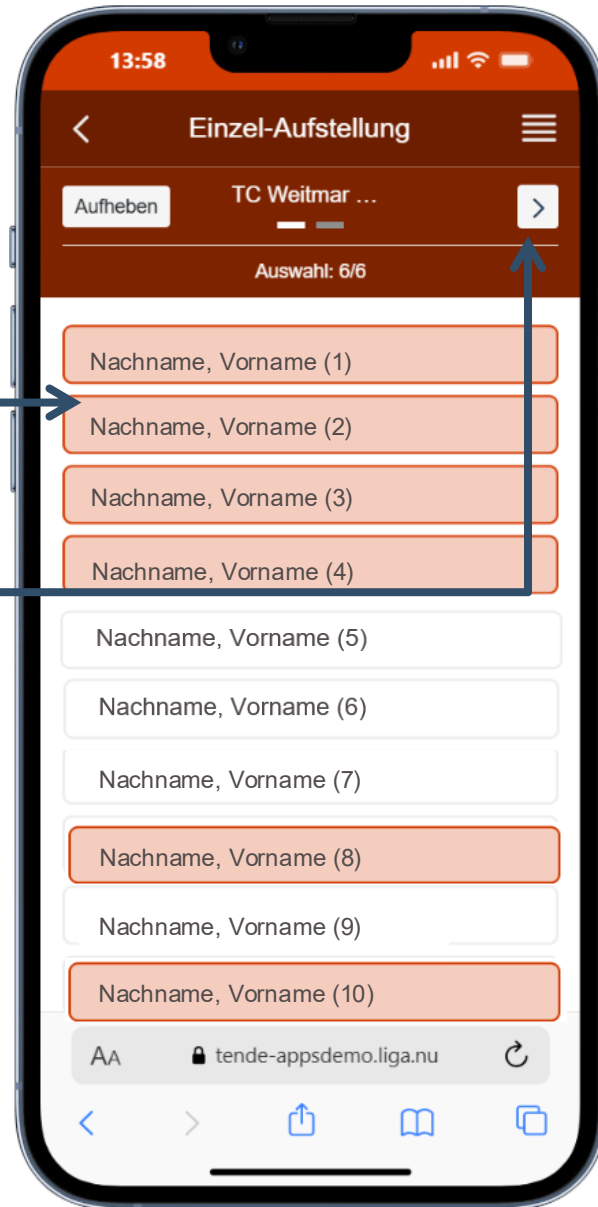 13:58
Einzel-Aufstellung
Aufheben
TC Weitmar ...
Auswahl: 6/6
Nachname, Vorname (1)
Nachname, Vorname (2)
Nachname, Vorname (3)
Nachname, Vorname (4)
Nachname, Vorname (5)
Nachname, Vorname (6)
Nachname, Vorname (7)
Nachname, Vorname (8)
Nachname, Vorname (9)
Nachname, Vorname (10)
AA tende-appsdemo.liga.nu